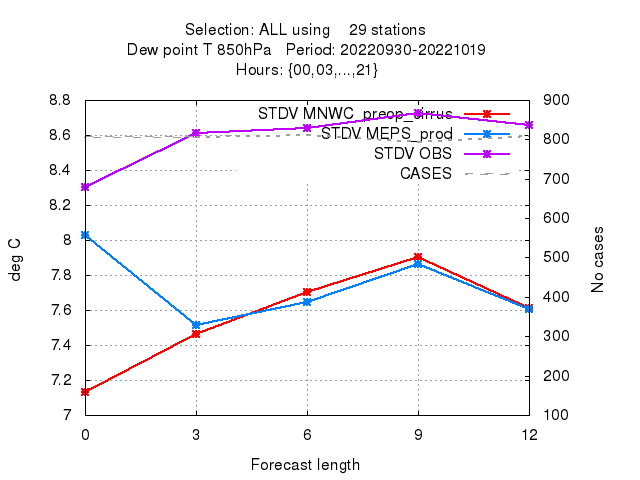 Selection: ALL using 29 stations
Dew point T 850hPa Period: 20220930-20221019
Hours: {00,03,...,21}
STDV MNWC_preop_cirrus
STDV MEPS_prod
STDV OBS
CASES
8.8
8.6
8.4
8.2
8
7.8
7.6
7.4
7.2
7
deg C
900
800
700
600
500
400
300
200
100
No cases
0 3 6 9 12
Forecast length